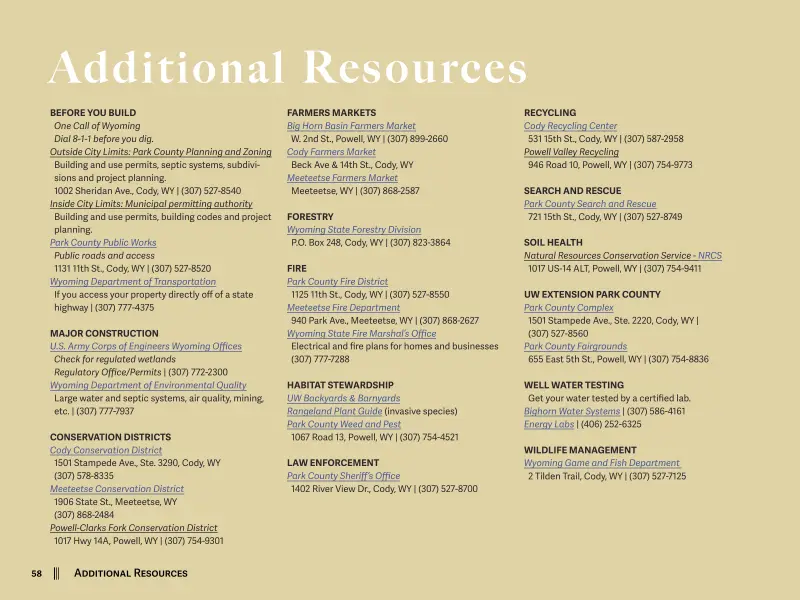 Additional Resources
BEFORE YOU BUILD
One Call of Wyoming
Dial 8-1-1 before you dig.
Outside City Limits: Park County Planning and Zoning
Building and use permits, septic systems, subdivi-
sions and project planning.
1002 Sheridan Ave., Cody, WY | (307) 527-8540
Inside City Limits: Municipal permitting authority
Building and use permits, building codes and project
planning.
Park County Public Works
Public roads and access
1131 11th St., Cody, WY | (307) 527-8520
Wyoming Department of Transportation
If you access your property directly off of a state
highway | (307) 777-4375
MAJOR CONSTRUCTION
U.S. Army Corps of Engineers Wyoming Offices
Check for regulated wetlands
Regulatory Office/Permits | (307) 772-2300
Wyoming Department of Environmental Quality
Large water and septic systems, air quality, mining,
etc. | (307) 777-7937
CONSERVATION DISTRICTS
Cody Conservation District
1501 Stampede Ave., Ste. 3290, Cody, WY
(307) 578-8335
Meeteetse Conservation District
1906 State St., Meeteetse, WY
(307) 868-2484
Powell-Clarks Fork Conservation District
1017 Hwy 14A, Powell, WY | (307) 754-9301
FARMERS MARKETS
Big Horn Basin Farmers Market
W. 2nd St., Powell, WY | (307) 899-2660
Cody Farmers Market
Beck Ave & 14th St., Cody, WY
Meeteetse Farmers Market
Meeteetse, WY | (307) 868-2587
FORESTRY
Wyoming State Forestry Division
P.O. Box 248, Cody, WY | (307) 823-3864
FIRE
Park County Fire District
1125 11th St., Cody, WY | (307) 527-8550
Meeteetse Fire Department
940 Park Ave., Meeteetse, WY | (307) 868-2627
Wyoming State Fire Marshal's Office
Electrical and fire plans for homes and businesses
(307) 777-7288
HABITAT STEWARDSHIP
UW Backyards & Barnyards
Rangeland Plant Guide (invasive species)
Park County Weed and Pest
1067 Road 13, Powell, WY | (307) 754-4521
LAW ENFORCEMENT
Park County Sheriff's Office
1402 River View Dr., Cody, WY | (307) 527-8700
RECYCLING
Cody Recycling Center
531 15th St., Cody, WY | (307) 587-2958
Powell Valley Recycling
946 Road 10, Powell, WY | (307) 754-9773
SEARCH AND RESCUE
Park County Search and Rescue
721 15th St., Cody, WY | (307) 527-8749
SOIL HEALTH
Natural Resources Conservation Service - NRCS
1017 US-14 ALT, Powell, WY | (307) 754-9411
UW EXTENSION PARK COUNTY
Park County Complex
1501 Stampede Ave., Ste. 2220, Cody, WY |
(307) 527-8560
Park County Fairgrounds
655 East 5th St., Powell, WY | (307) 754-8836
WELL WATER TESTING
Get your water tested by a certified lab.
Bighorn Water Systems | (307) 586-4161
Energy Labs | (406) 252-6325
WILDLIFE MANAGEMENT
Wyoming Game and Fish Department
2 Tilden Trail, Cody, WY | (307) 527-7125
58 ADDITIONAL RESOURCES